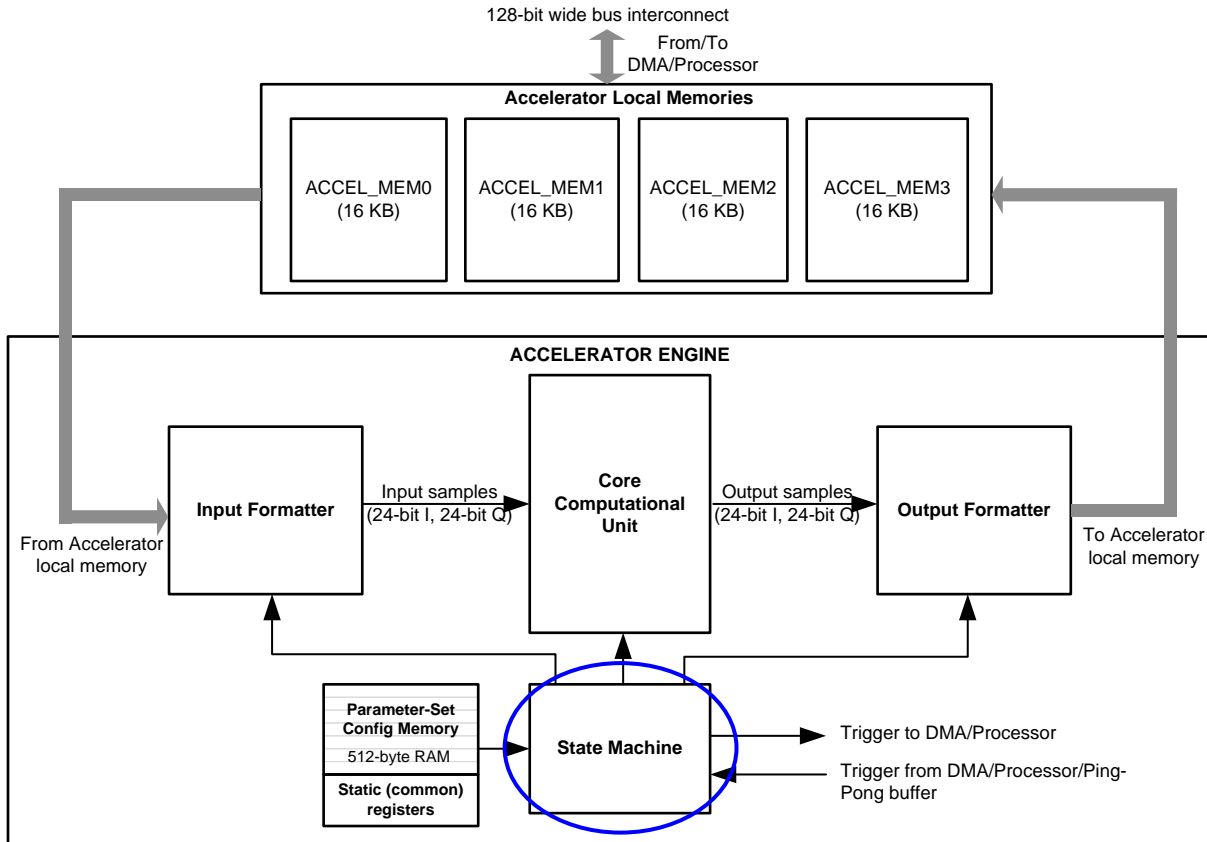 128-bit wide bus interconnect
From/To
DMA/Processor
Accelerator Local Memories
ACCEL_MEM0
(16 KB)
ACCEL_MEM1
(16 KB)
ACCEL_MEM2
(16 KB)
ACCEL_MEM3
(16 KB)
ACCELERATOR ENGINE
From Accelerator
local memory
Input Formatter
Input samples
(24-bit I, 24-bit Q)
Core
Computational
Unit
Output samples
(24-bit I, 24-bit Q)
Output Formatter
To Accelerator
local memory
Parameter-Set
Config Memory
512-byte RAM
Static (common)
registers
State Machine
Trigger to DMA/Processor
Trigger from DMA/Processor/Ping-
Pong buffer